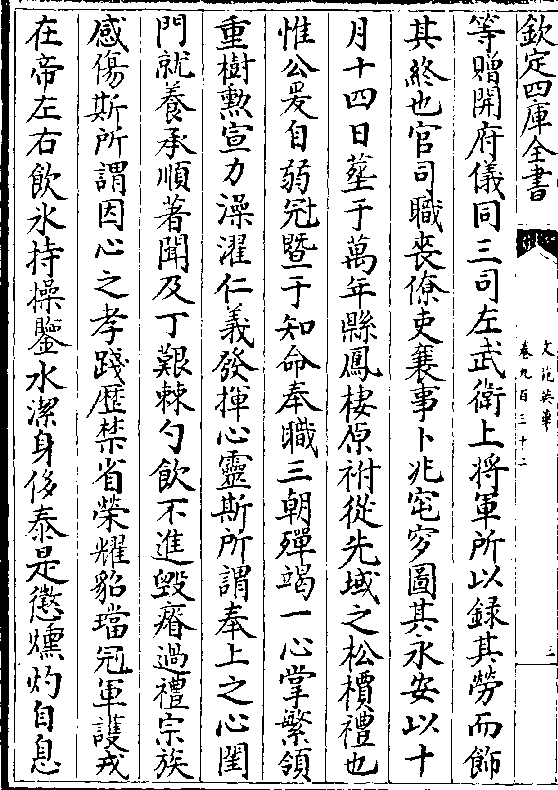 欽定四庫全書
文苑英華
卷九百三十二
三
等贈開府儀同三司左武衛上將軍所以録其勞而飾
其終也官司職喪僚吏襄事卜兆宅穸圖其永安以十
月十四日塟于萬年縣鳳棲原祔從先域之松檟禮也
惟公爰自弱冠暨于知命奉職三朝殫竭一心掌繁領
重樹勲宣力澡濯仁義發揮心靈斯所謂奉上之心閨
門就養承順著聞及丁艱棘勺飲不進毀瘠過禮宗族
感傷斯所謂因心之孝踐歴禁省榮耀貂璫冠軍護戎
在帝左右飲氷持操鑒水潔身侈泰是懲燻灼自息